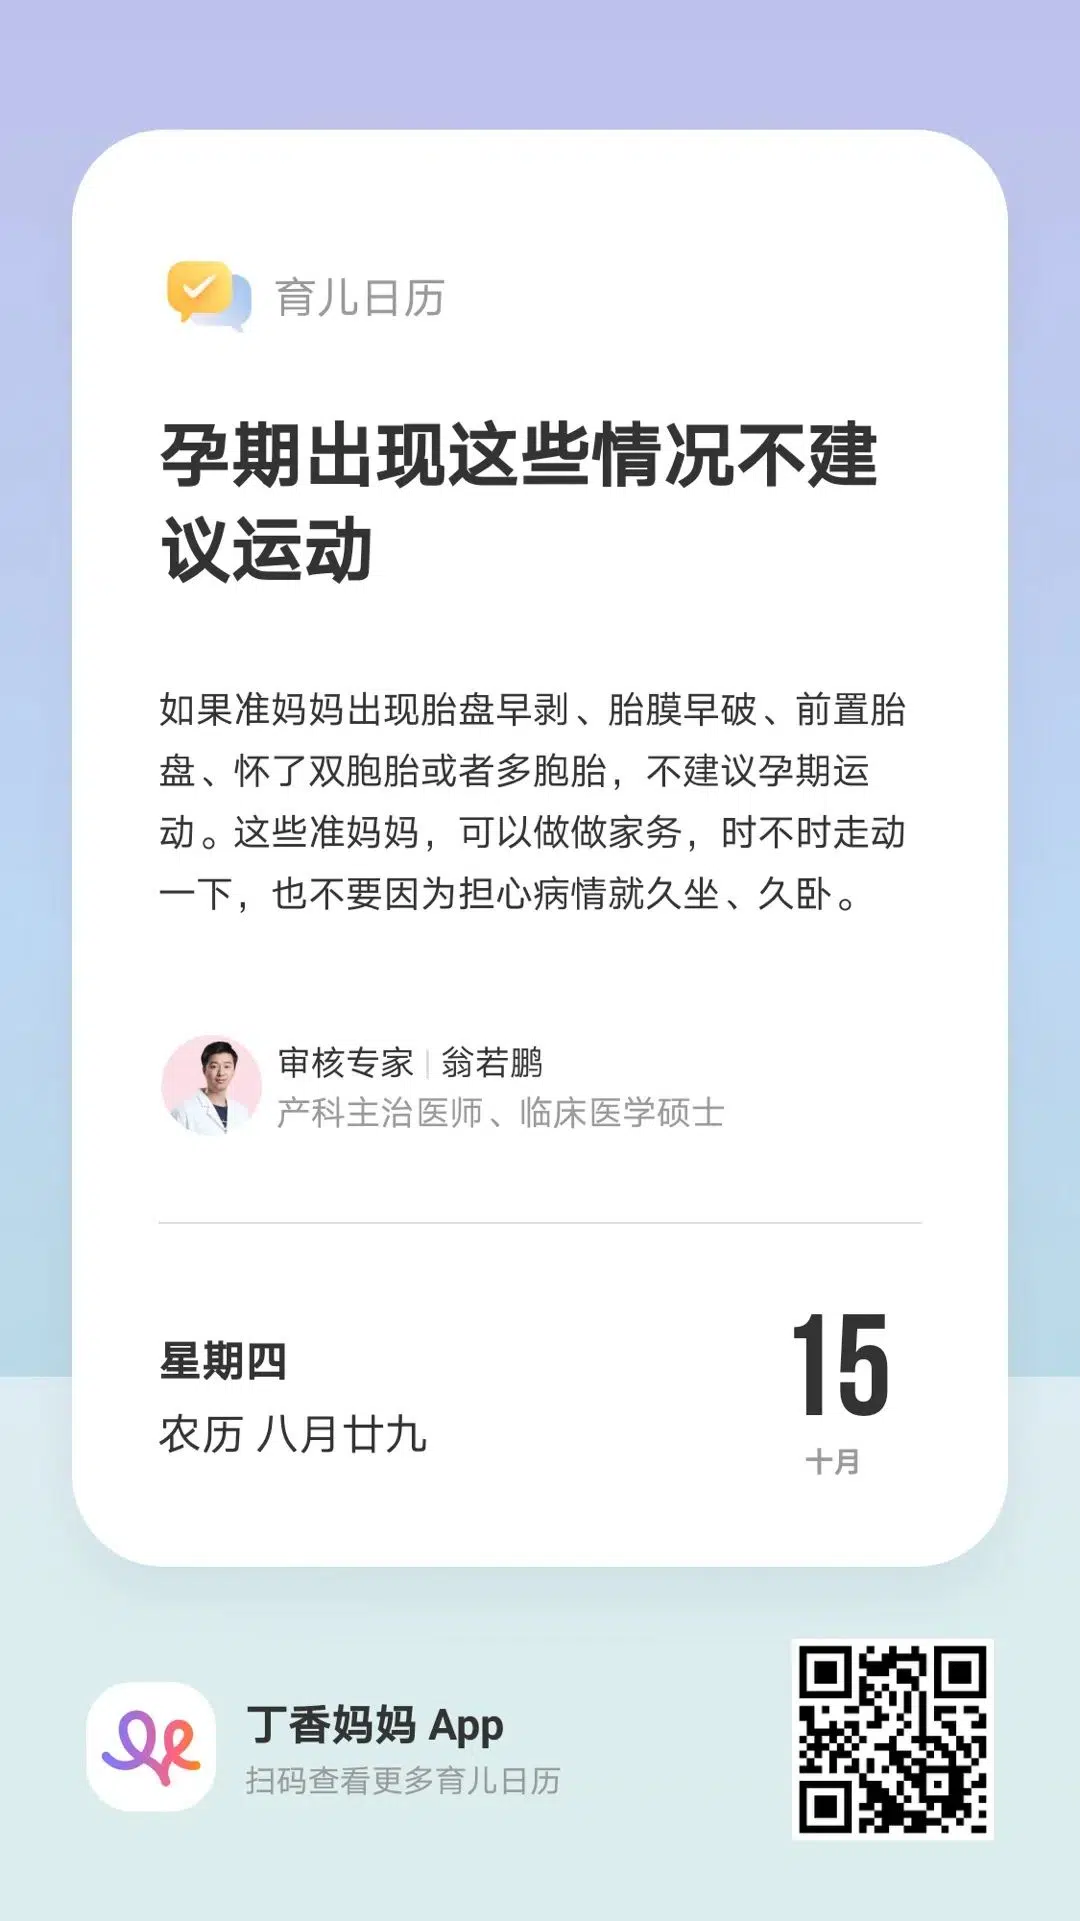 育儿日历
孕期出现这些情况不建
议运动
如果准妈妈出现胎盘早剥、胎膜早破、前置胎
盘、怀了双胞胎或者多胞胎，不建议孕期运
动。这些准妈妈，可以做做家务，时不时走动
一下，也不要因为担心病情就久坐、久卧。
审核专家 | 翁若鹏
产科主治医师、临床医学硕士
星期四
农历 八月廿九
15
十月
丁香妈妈 App
扫码查看更多育儿日历